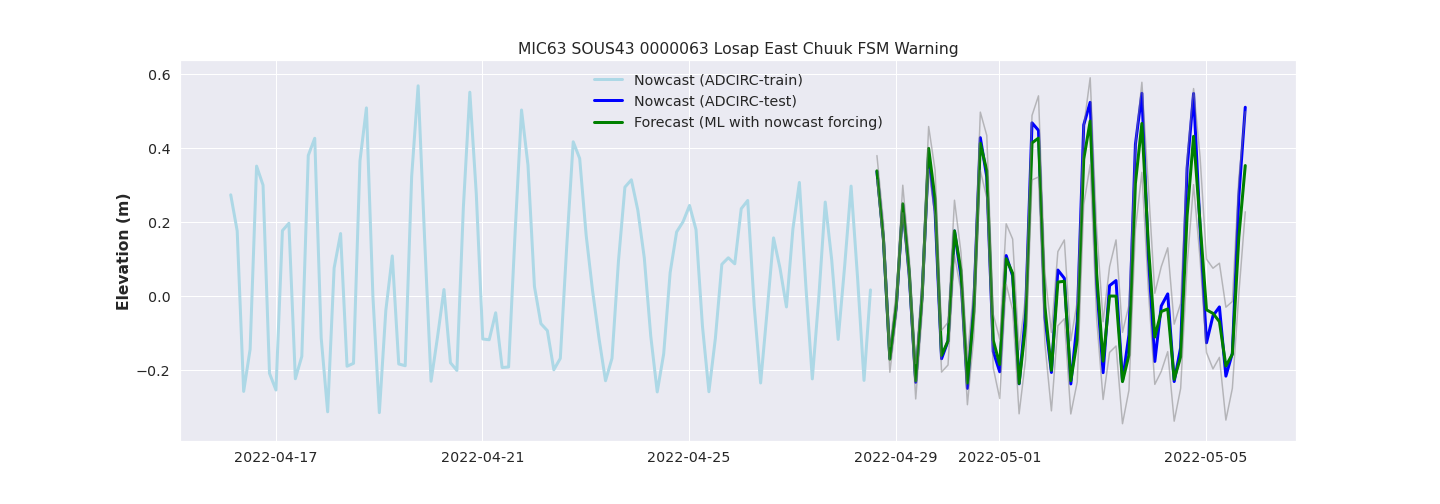 MIC63 SOUS43 0000063 Losap East Chuuk FSM Warning
Nowcast (ADCIRC-train)
Nowcast (ADCIRC-test)
Forecast (ML with nowcast forcing)
Elevation (m)
0.6
0.4
0.2
0.0
−0.2
2022-04-17
2022-04-21
2022-04-25
2022-04-29
2022-05-01
2022-05-05